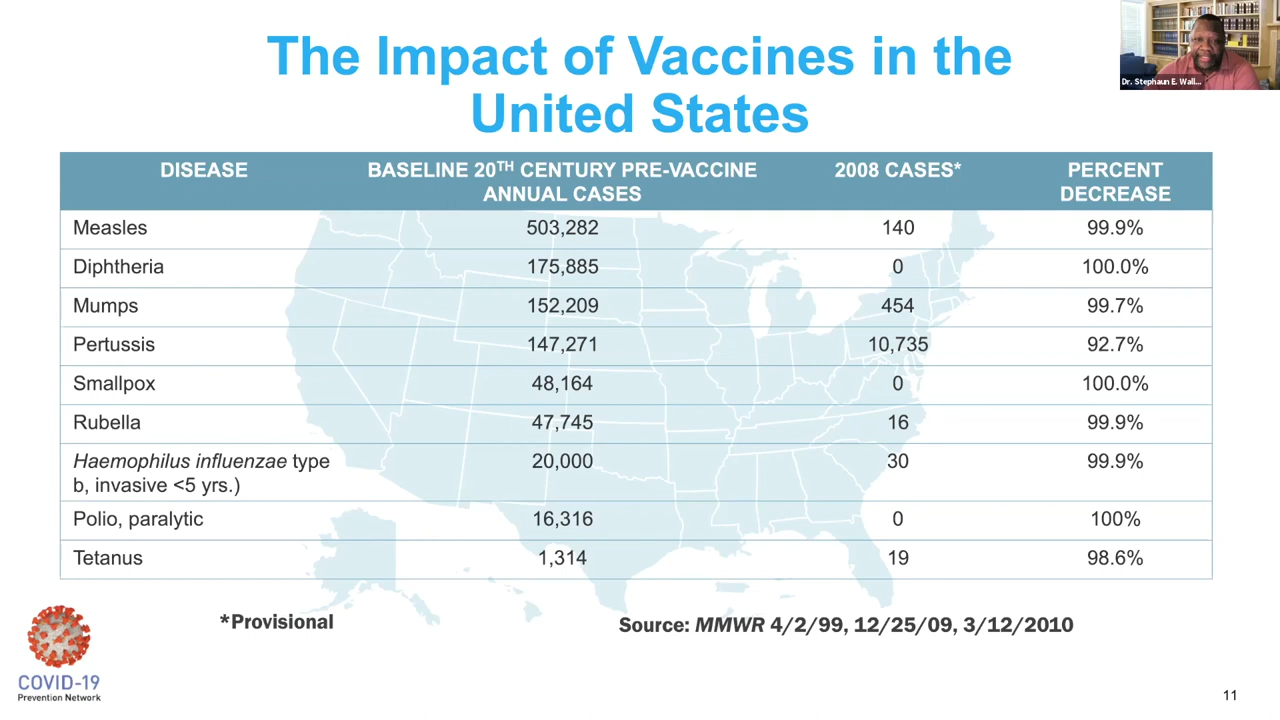 The Impact of Vaccines in the
United States
Dr. Stephaun E. Wall...
DISEASE BASELINE 20TH CENTURY PRE-VACCINE ANNUAL CASES 2008 CASES* PERCENT DECREASE
Measles 503,282 140 99.9%
Diphtheria 175,885 0 100.0%
Mumps 152,209 454 99.7%
Pertussis 147,271 10,735 92.7%
Smallpox 48,164 0 100.0%
Rubella 47,745 16 99.9%
Haemophilus influenzae type b, invasive <5 yrs.) 20,000 30 99.9%
Polio, paralytic 16,316 0 100%
Tetanus 1,314 19 98.6%
*Provisional
Source: MMWR 4/2/99, 12/25/09, 3/12/2010
COVID-19
Prevention Network
11